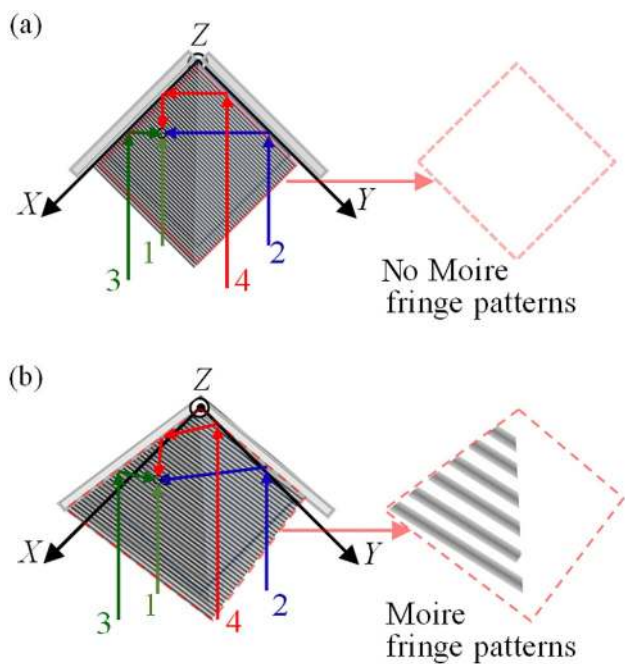 (a)
Z
X
Y
3
1
4
2
No Moire
fringe patterns
(b)
Z
X
Y
3
1
4
2
Moire
fringe patterns